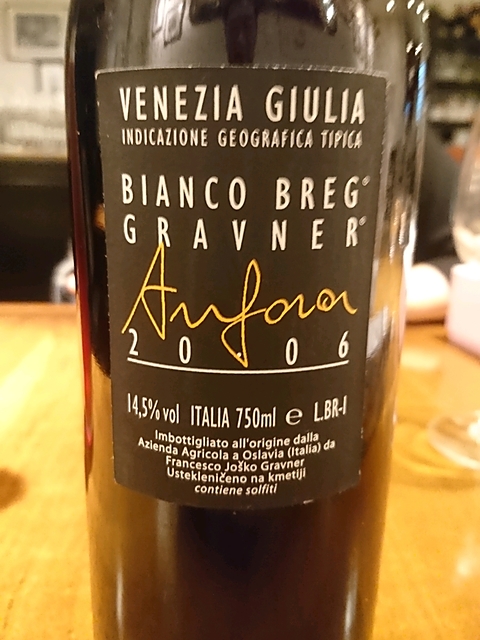 VENEZIA GIULIA
INDICAZIONE GEOGRAFICA TIPICA
BIANCO BREG®
GRAVNER®
Anfora
2006
14,5% vol ITALIA 750ml e L.BR-I
Imbottigliato all'origine dalla
Azienda Agricola a Oslavia (Italia) da
Francesco Joško Gravner
Ustekleničeno na kmetiji
contiene solfiti